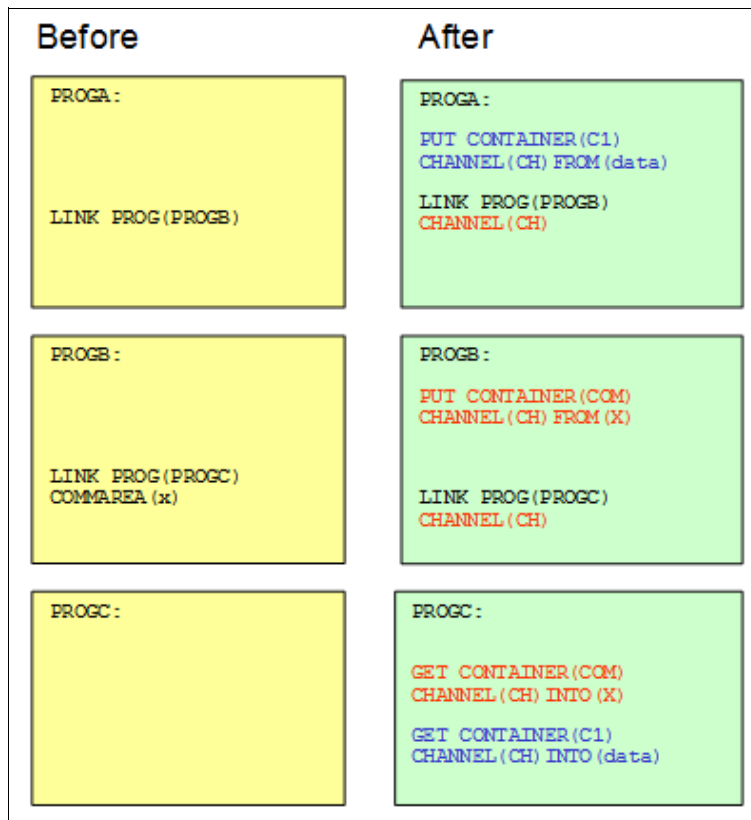 Before
After
PROGA:
LINK PROG(PROGB)
PROGA:
PUT CONTAINER(C1)
CHANNEL(CH)FROM(data)
LINK PROG(PROGB)
CHANNEL(CH)
PROGB:
LINK PROG(PROGC)
COMMAREA(x)
PROGB:
PUT CONTAINER(COM)
CHANNEL(CH)FROM(X)
LINK PROG(PROGC)
CHANNEL(CH)
PROGC:
PROGC:
GET CONTAINER(COM)
CHANNEL(CH)INTO(X)
GET CONTAINER(C1)
CHANNEL(CH)INTO(data)